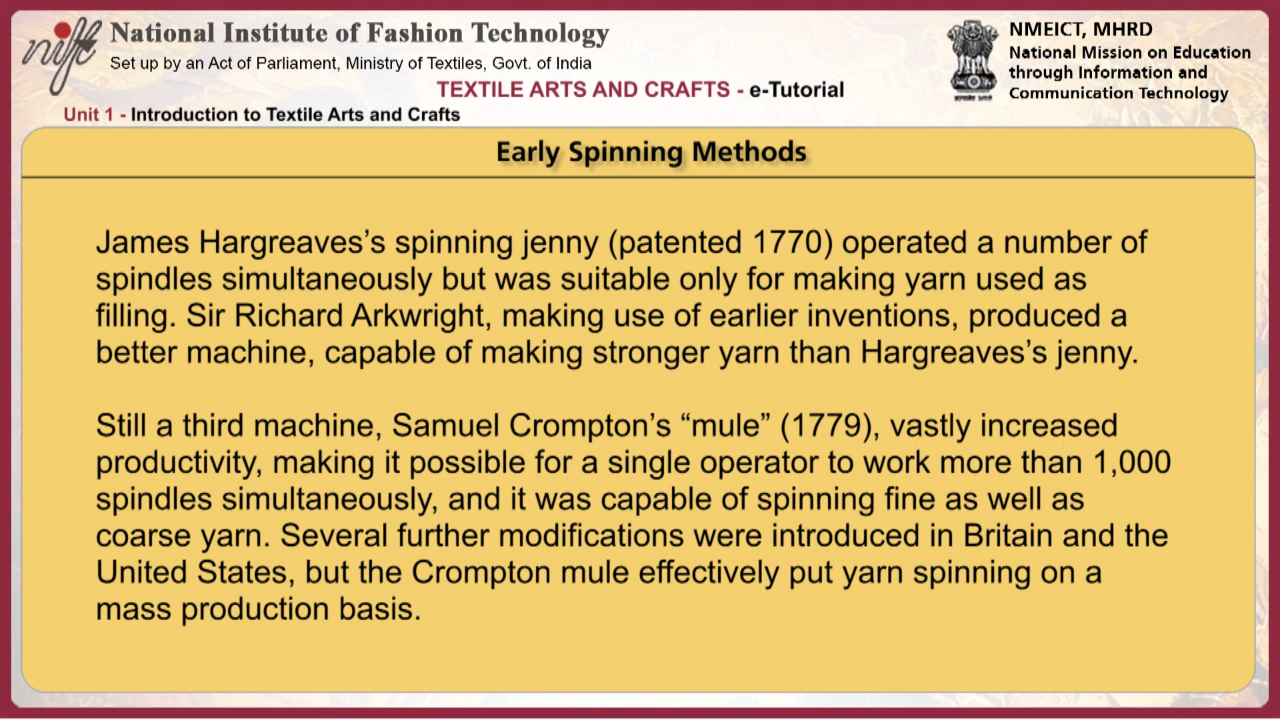 nift
National Institute of Fashion Technology
Set up by an Act of Parliament, Ministry of Textiles, Govt. of India
NMEICT, MHRD
National Mission on Education
through Information and
Communication Technology
TEXTILE ARTS AND CRAFTS - e-Tutorial
Unit 1 - Introduction to Textile Arts and Crafts
Early Spinning Methods
James Hargreaves’s spinning jenny (patented 1770) operated a number of
spindles simultaneously but was suitable only for making yarn used as
filling. Sir Richard Arkwright, making use of earlier inventions, produced a
better machine, capable of making stronger yarn than Hargreaves’s jenny.
Still a third machine, Samuel Crompton’s “mule” (1779), vastly increased
productivity, making it possible for a single operator to work more than 1,000
spindles simultaneously, and it was capable of spinning fine as well as
coarse yarn. Several further modifications were introduced in Britain and the
United States, but the Crompton mule effectively put yarn spinning on a
mass production basis.